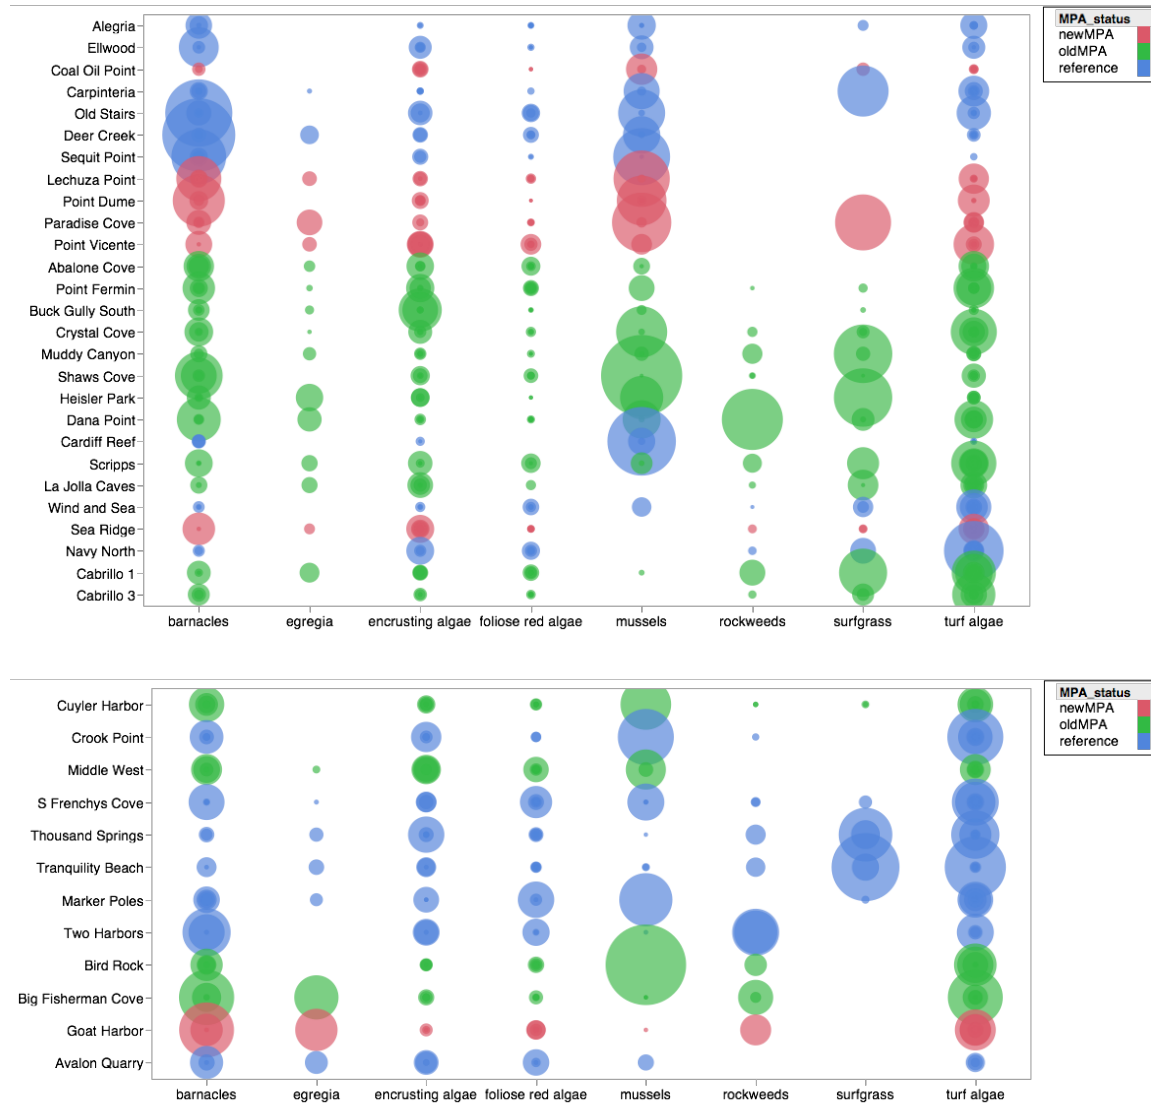 MPA_status
newMPA
oldMPA
reference
Alegria
Ellwood
Coal Oil Point
Carpinteria
Old Stairs
Deer Creek
Sequit Point
Lechuza Point
Point Dume
Paradise Cove
Point Vicente
Abalone Cove
Point Fermin
Buck Gully South
Crystal Cove
Muddy Canyon
Shaws Cove
Heisler Park
Dana Point
Cardiff Reef
Scripps
La Jolla Caves
Wind and Sea
Sea Ridge
Navy North
Cabrillo 1
Cabrillo 3
barnacles egregia encrusting algae foliose red algae mussels rockweeds surfgrass turf algae
MPA_status
newMPA
oldMPA
reference
Cuyler Harbor
Crook Point
Middle West
S Frenchys Cove
Thousand Springs
Tranquility Beach
Marker Poles
Two Harbors
Bird Rock
Big Fisherman Cove
Goat Harbor
Avalon Quarry
barnacles egregia encrusting algae foliose red algae mussels rockweeds surfgrass turf algae